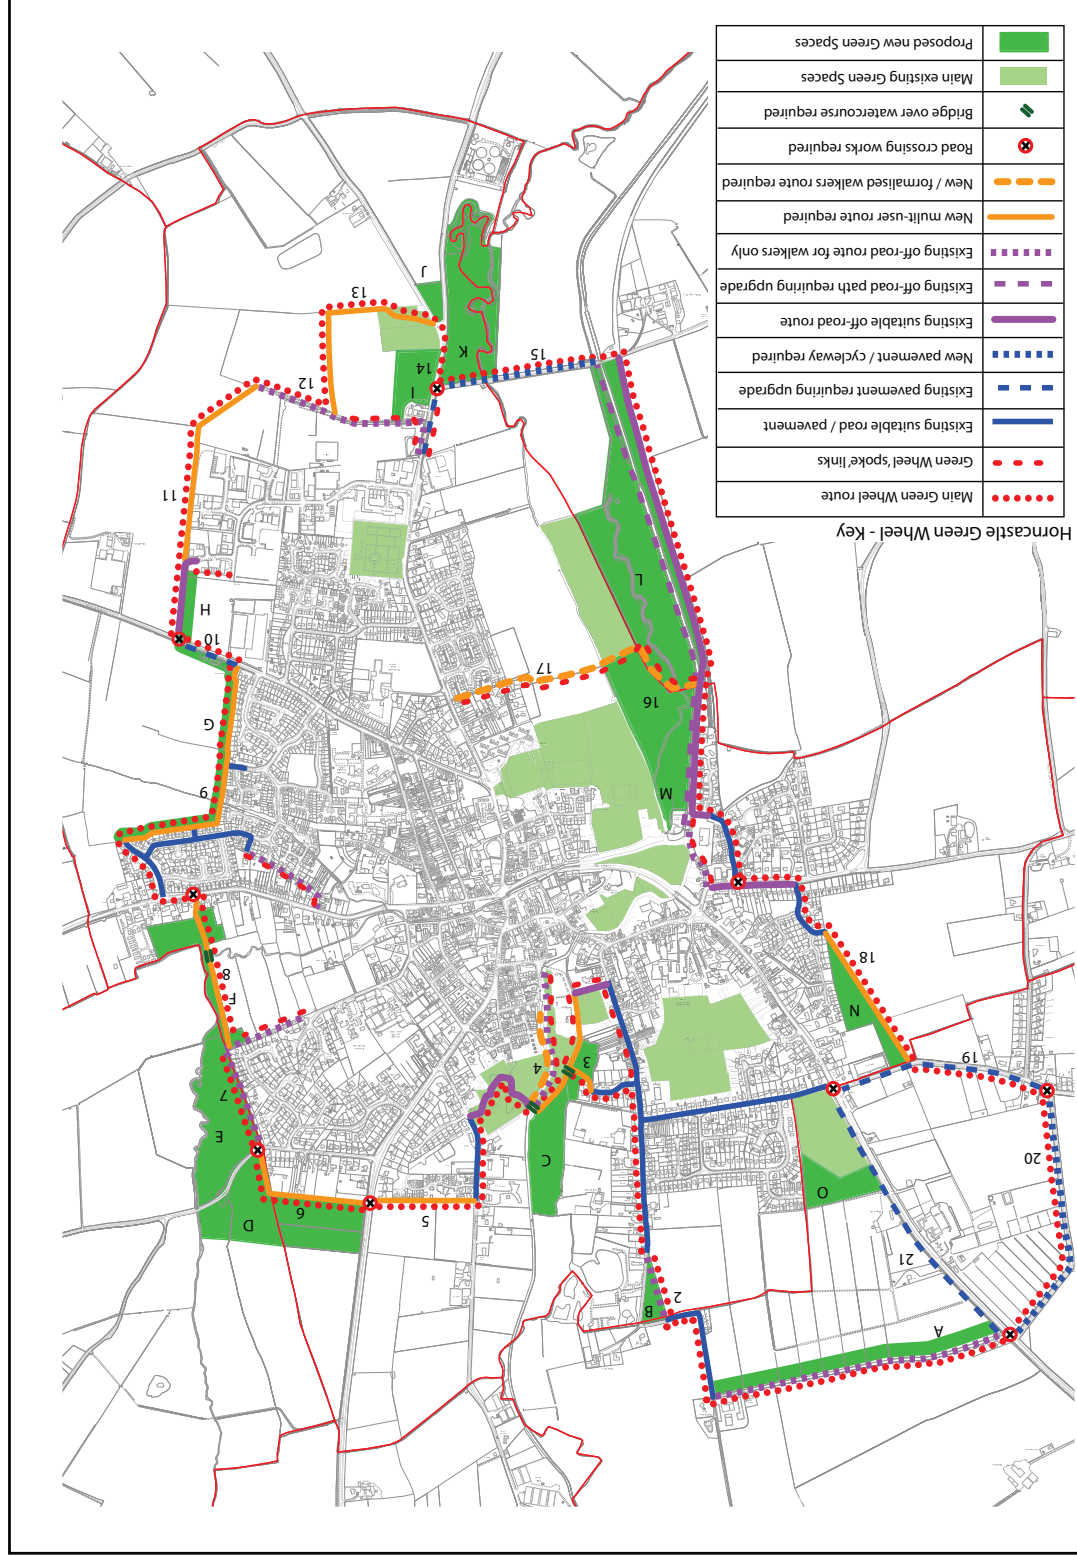 A
B
2
21
D
5
6
O
C
20
E
7
4
3
19
N
F
8
18
M
9
G
16
17
10
H
L
11
I
12
14
15
K
13
J
Horncastle Green Wheel - Key
Main Green Wheel route
Green Wheel 'spoke' links
Existing suitable road / pavement
Existing pavement requiring upgrade
New pavement / cycleway required
Existing suitable off-road route
Existing off-road path requiring upgrade
Existing off-road route for walkers only
New mulit-user route required
New / formalised walkers route required
Road crossing works required
Bridge over watercourse required
Main existing Green Spaces
Proposed new Green Spaces